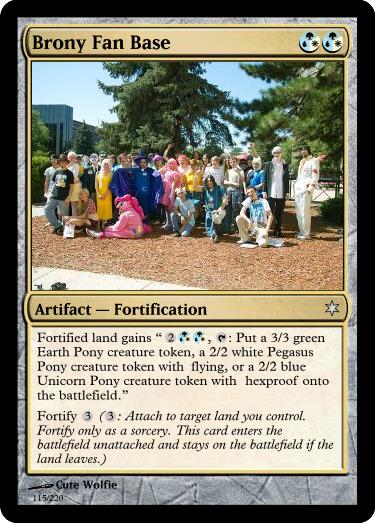 Brony Fan Base
Artifact — Fortification
Fortified land gains “ 2 , : Put a 3/3 green
Earth Pony creature token, a 2/2 white Pegasus
Pony creature token with flying, or a 2/2 blue
Unicorn Pony creature token with hexproof onto
the battlefield.”
Fortify 3 (3: Attach to target land you control.
Fortify only as a sorcery. This card enters the
battlefield unattached and stays on the battlefield if the
land leaves.)
Cute Wolfie
115/220